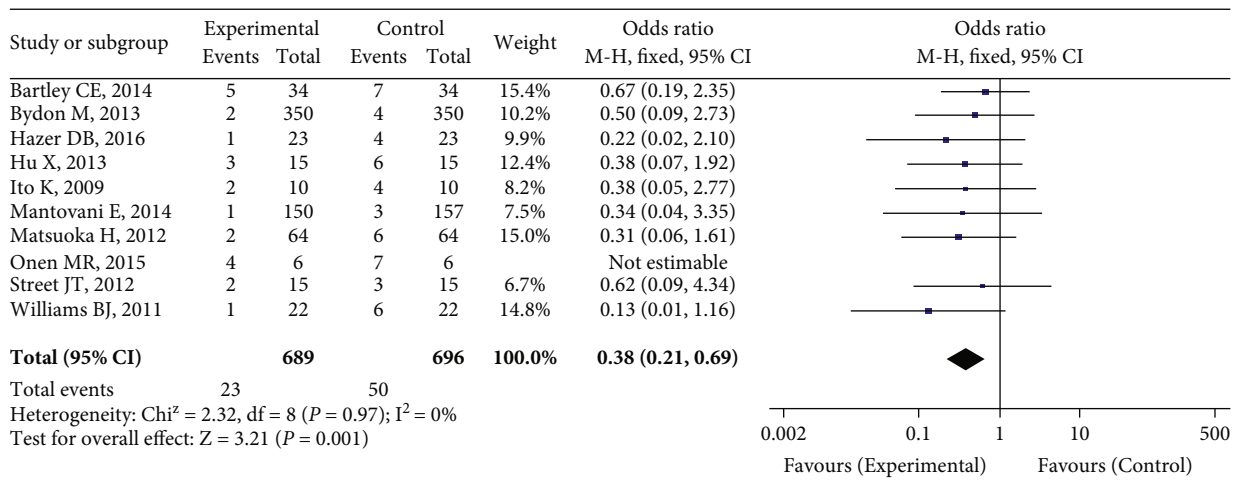 Study or subgroup Experimental Control Weight Odds ratio Odds ratio
Events Total Events Total M-H, fixed, 95% CI M-H, fixed, 95% CI
Bartley CE, 2014 5 34 7 34 15.4% 0.67 (0.19, 2.35)
Bydon M, 2013 2 350 4 350 10.2% 0.50 (0.09, 2.73)
Hazer DB, 2016 1 23 4 23 9.9% 0.22 (0.02, 2.10)
Hu X, 2013 3 15 6 15 12.4% 0.38 (0.07, 1.92)
Ito K, 2009 2 10 4 10 8.2% 0.38 (0.05, 2.77)
Mantovani E, 2014 1 150 3 157 7.5% 0.34 (0.04, 3.35)
Matsuoka H, 2012 2 64 6 64 15.0% 0.31 (0.06, 1.61)
Onen MR, 2015 4 6 7 6 Not estimable
Street JT, 2012 2 15 3 15 6.7% 0.62 (0.09, 4.34)
Williams BJ, 2011 1 22 6 22 14.8% 0.13 (0.01, 1.16)
Total (95% CI) 689 696 100.0% 0.38 (0.21, 0.69)
Total events 23 50
Heterogeneity: Chiᶻ = 2.32, df = 8 (P = 0.97); I² = 0%
Test for overall effect: Z = 3.21 (P = 0.001)
0.002 0.1 1 10 500
Favours (Experimental) Favours (Control)